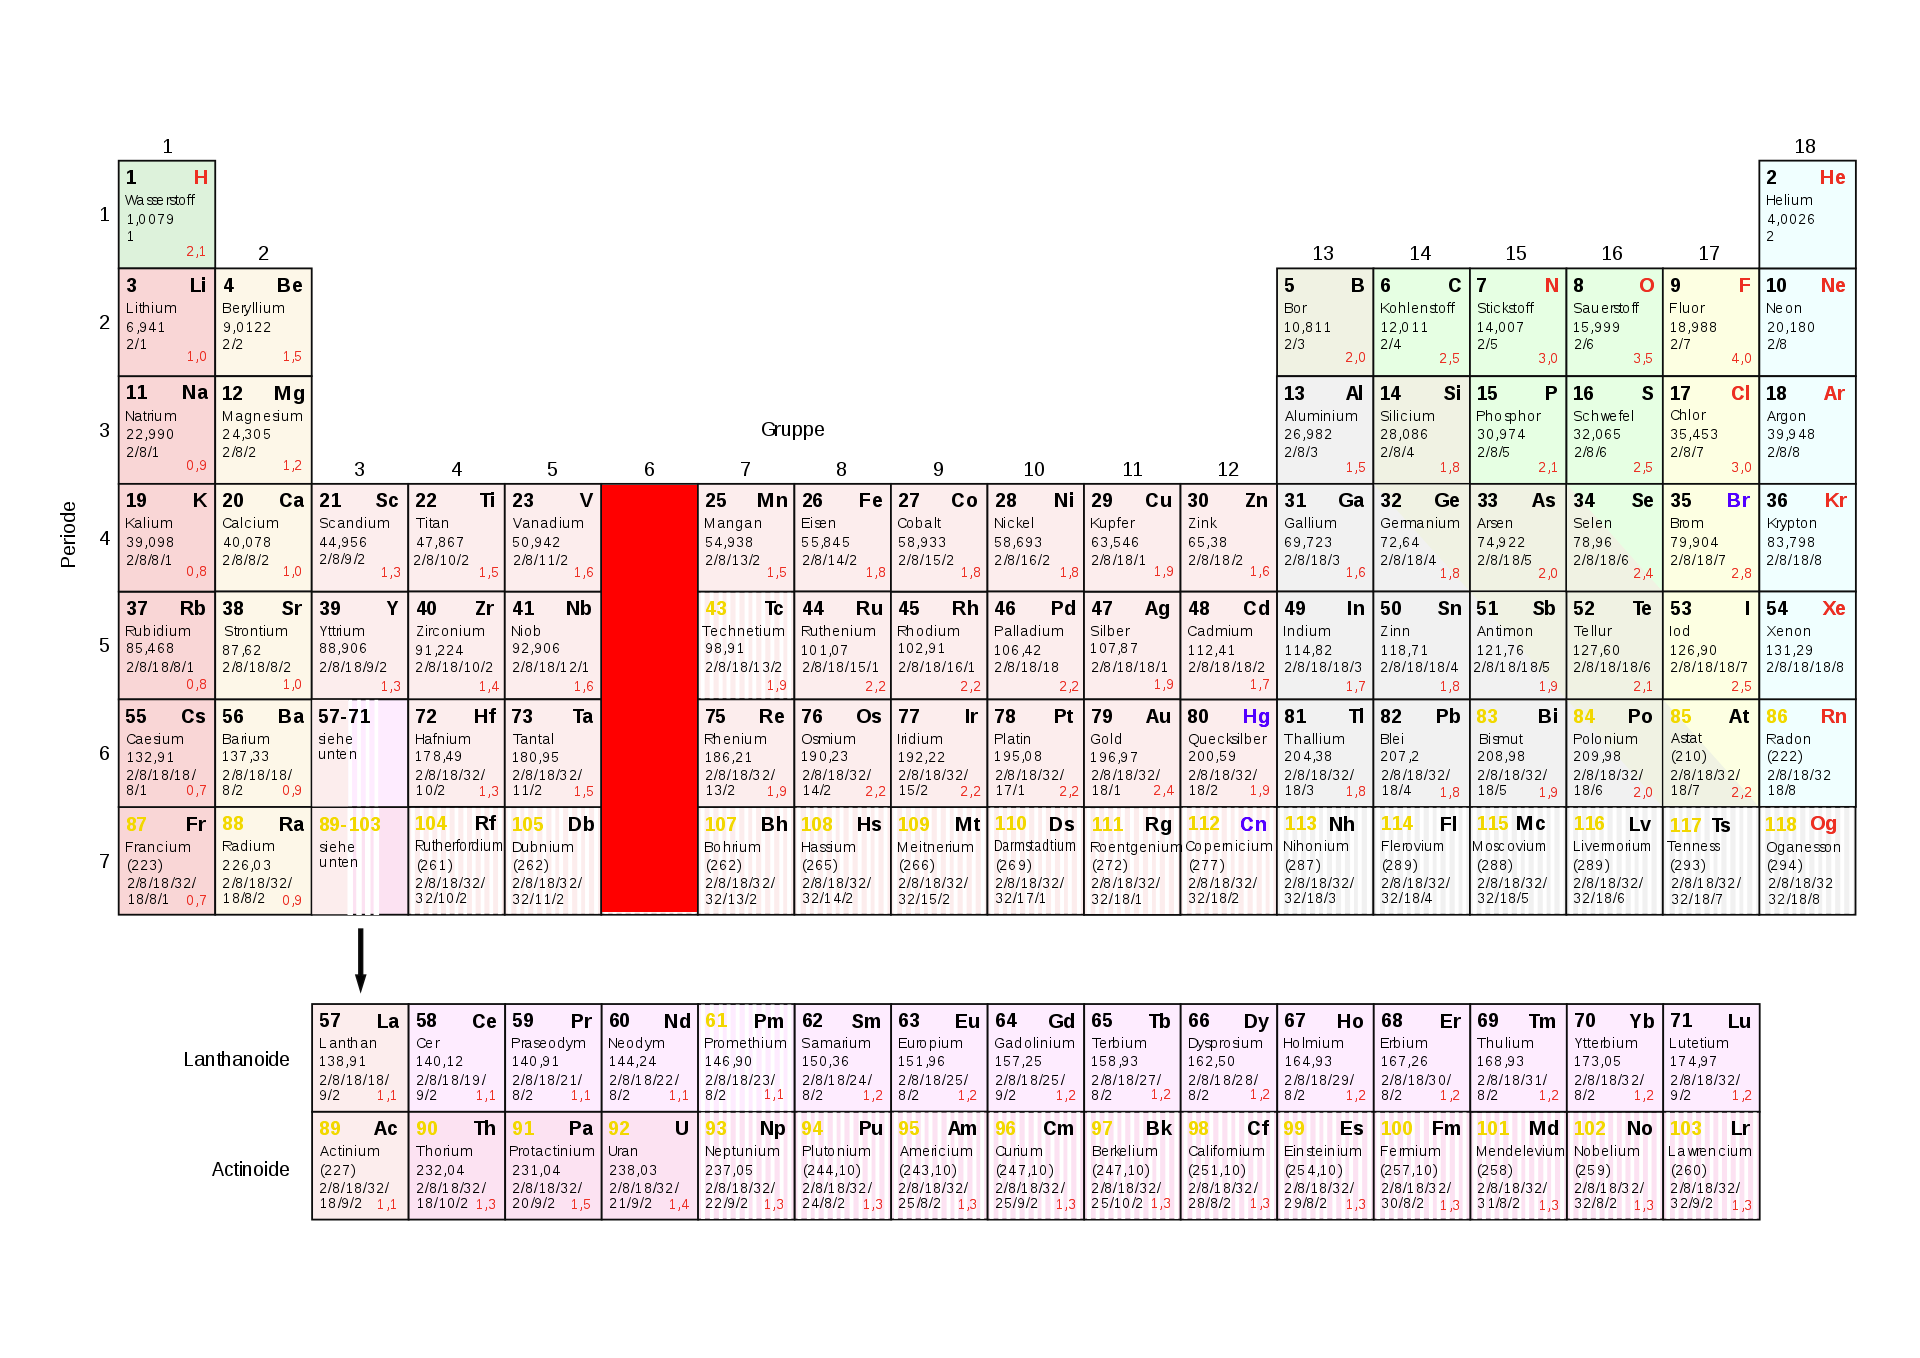 1 18
1 H 2 He
Wasserstoff Helium
1 1,0079 4,0026
1 2
2,1
2 13 14 15 16 17
3 Li 4 Be 5 B 6 C 7 N 8 O 9 F 10 Ne
Lithium Beryllium Bor Kohlenstoff Stickstoff Sauerstoff Fluor Neon
2 6,941 9,0122 10,811 12,011 14,007 15,999 18,988 20,180
2/1 2/2 2/3 2/4 2/5 2/6 2/7 2/8
1,0 1,5 2,0 2,5 3,0 3,5 4,0
11 Na 12 Mg 13 Al 14 Si 15 P 16 S 17 Cl 18 Ar
Natrium Magnesium Aluminium Silicium Phosphor Schwefel Chlor Argon
3 22,990 24,305 Gruppe 26,982 28,086 30,974 32,065 35,453 39,948
2/8/1 2/8/2 2/8/3 2/8/4 2/8/5 2/8/6 2/8/7 2/8/8
0,9 1,2 1,5 1,8 2,1 2,5 3,0
3 4 5 6 7 8 9 10 11 12
19 K 20 Ca 21 Sc 22 Ti 23 V 25 Mn 26 Fe 27 Co 28 Ni 29 Cu 30 Zn 31 Ga 32 Ge 33 As 34 Se 35 Br 36 Kr
Kalium Calcium Scandium Titan Vanadium Mangan Eisen Cobalt Nickel Kupfer Zink Gallium Germanium Arsen Selen Brom Krypton
Periode
4 39,098 40,078 44,956 47,867 50,942 54,938 55,845 58,933 58,693 63,546 65,38 69,723 72,64 74,922 78,96 79,904 83,798
2/8/8/1 2/8/8/2 2/8/9/2 2/8/10/2 2/8/11/2 2/8/13/2 2/8/14/2 2/8/15/2 2/8/16/2 2/8/18/1 2/8/18/2 2/8/18/3 2/8/18/4 2/8/18/5 2/8/18/6 2/8/18/7 2/8/18/8
0,8 1,0 1,3 1,5 1,6 1,5 1,8 1,8 1,8 1,9 1,6 1,6 1,8 2,0 2,4 2,8
37 Rb 38 Sr 39 Y 40 Zr 41 Nb 43 Tc 44 Ru 45 Rh 46 Pd 47 Ag 48 Cd 49 In 50 Sn 51 Sb 52 Te 53 I 54 Xe
Rubidium Strontium Yttrium Zirconium Niob Technetium Ruthenium Rhodium Palladium Silber Cadmium Indium Zinn Antimon Tellur Iod Xenon
5 85,468 87,62 88,906 91,224 92,906 98,91 101,07 102,91 106,42 107,87 112,41 114,82 118,71 121,76 127,60 126,90 131,29
2/8/18/8/1 2/8/18/8/2 2/8/18/9/2 2/8/18/10/2 2/8/18/12/1 2/8/18/13/2 2/8/18/15/1 2/8/18/16/1 2/8/18/18 2/8/18/18/1 2/8/18/18/2 2/8/18/18/3 2/8/18/18/4 2/8/18/18/5 2/8/18/18/6 2/8/18/18/7 2/8/18/18/8
0,8 1,0 1,3 1,4 1,6 1,9 2,2 2,2 2,2 1,9 1,7 1,7 1,8 1,9 2,1 2,5
55 Cs 56 Ba 57-71 72 Hf 73 Ta 75 Re 76 Os 77 Ir 78 Pt 79 Au 80 Hg 81 Tl 82 Pb 83 Bi 84 Po 85 At 86 Rn
Caesium Barium siehe Hafnium Tantal Rhenium Osmium Iridium Platin Gold Quecksilber Thallium Blei Bismut Polonium Astat Radon
6 132,91 137,33 unten 178,49 180,95 186,21 190,23 192,22 195,08 196,97 200,59 204,38 207,2 208,98 209,98 (210) (222)
2/8/18/18/ 2/8/18/18/ 2/8/18/32/ 2/8/18/32/ 2/8/18/32/ 2/8/18/32/ 2/8/18/32/ 2/8/18/32/ 2/8/18/32/ 2/8/18/32/ 2/8/18/32/ 2/8/18/32/ 2/8/18/32/ 2/8/18/32/ 2/8/18/32/ 2/8/18/32
8/1 0,7 8/2 0,9 10/2 1,3 11/2 1,5 13/2 1,9 14/2 2,2 15/2 2,2 17/1 2,2 18/1 2,4 18/2 1,9 18/3 1,8 18/4 1,8 18/5 1,9 18/6 2,0 18/7 2,2 18/8
87 Fr 88 Ra 89-103 104 Rf 105 Db 107 Bh 108 Hs 109 Mt 110 Ds 111 Rg 112 Cn 113 Nh 114 Fl 115 Mc 116 Lv 117 Ts 118 Og
Francium Radium siehe Rutherfordium Dubnium Bohrium Hassium Meitnerium Darmstadtium Roentgenium Copernicium Nihonium Flerovium Moscovium Livermorium Tenness Oganesson
7 (223) 226,03 unten (261) (262) (262) (265) (266) (269) (272) (277) (287) (289) (288) (289) (293) (294)
2/8/18/32/ 2/8/18/32/ 2/8/18/32/ 2/8/18/32/ 2/8/18/32/ 2/8/18/32/ 2/8/18/32/ 2/8/18/32/ 2/8/18/32/ 2/8/18/32/ 2/8/18/32/ 2/8/18/32/ 2/8/18/32/ 2/8/18/32/ 2/8/18/32/ 2/8/18/32
18/8/1 0,7 18/8/2 0,9 32/10/2 32/11/2 32/13/2 32/14/2 32/15/2 32/17/1 32/18/1 32/18/2 32/18/3 32/18/4 32/18/5 32/18/6 32/18/7 32/18/8
57 La 58 Ce 59 Pr 60 Nd 61 Pm 62 Sm 63 Eu 64 Gd 65 Tb 66 Dy 67 Ho 68 Er 69 Tm 70 Yb 71 Lu
Lanthan Cer Praseodym Neodym Promethium Samarium Europium Gadolinium Terbium Dysprosium Holmium Erbium Thulium Ytterbium Lutetium
Lanthanoide 138,91 140,12 140,91 144,24 146,90 150,36 151,96 157,25 158,93 162,50 164,93 167,26 168,93 173,05 174,97
2/8/18/18/ 2/8/18/19/ 2/8/18/21/ 2/8/18/22/ 2/8/18/23/ 2/8/18/24/ 2/8/18/25/ 2/8/18/25/ 2/8/18/27/ 2/8/18/28/ 2/8/18/29/ 2/8/18/30/ 2/8/18/31/ 2/8/18/32/ 2/8/18/32/
9/2 1,1 9/2 1,1 8/2 1,1 8/2 1,1 8/2 1,1 8/2 1,2 8/2 1,2 9/2 1,2 8/2 1,2 8/2 1,2 8/2 1,2 8/2 1,2 8/2 1,2 8/2 1,2 9/2 1,2
89 Ac 90 Th 91 Pa 92 U 93 Np 94 Pu 95 Am 96 Cm 97 Bk 98 Cf 99 Es 100 Fm 101 Md 102 No 103 Lr
Actinium Thorium Protactinium Uran Neptunium Plutonium Americium Curium Berkelium Californium Einsteinium Fermium Mendelevium Nobelium Lawrencium
Actinoide (227) 232,04 231,04 238,03 237,05 (244,10) (243,10) (247,10) (247,10) (251,10) (254,10) (257,10) (258) (259) (260)
2/8/18/32/ 2/8/18/32/ 2/8/18/32/ 2/8/18/32/ 2/8/18/32/ 2/8/18/32/ 2/8/18/32/ 2/8/18/32/ 2/8/18/32/ 2/8/18/32/ 2/8/18/32/ 2/8/18/32/ 2/8/18/32/ 2/8/18/32/ 2/8/18/32/
18/9/2 1,1 18/10/2 1,3 20/9/2 1,5 21/9/2 1,4 22/9/2 1,3 24/8/2 1,3 25/8/2 1,3 25/9/2 1,3 25/10/2 1,3 28/8/2 1,3 29/8/2 1,3 30/8/2 1,3 31/8/2 1,3 32/8/2 1,3 32/9/2 1,3